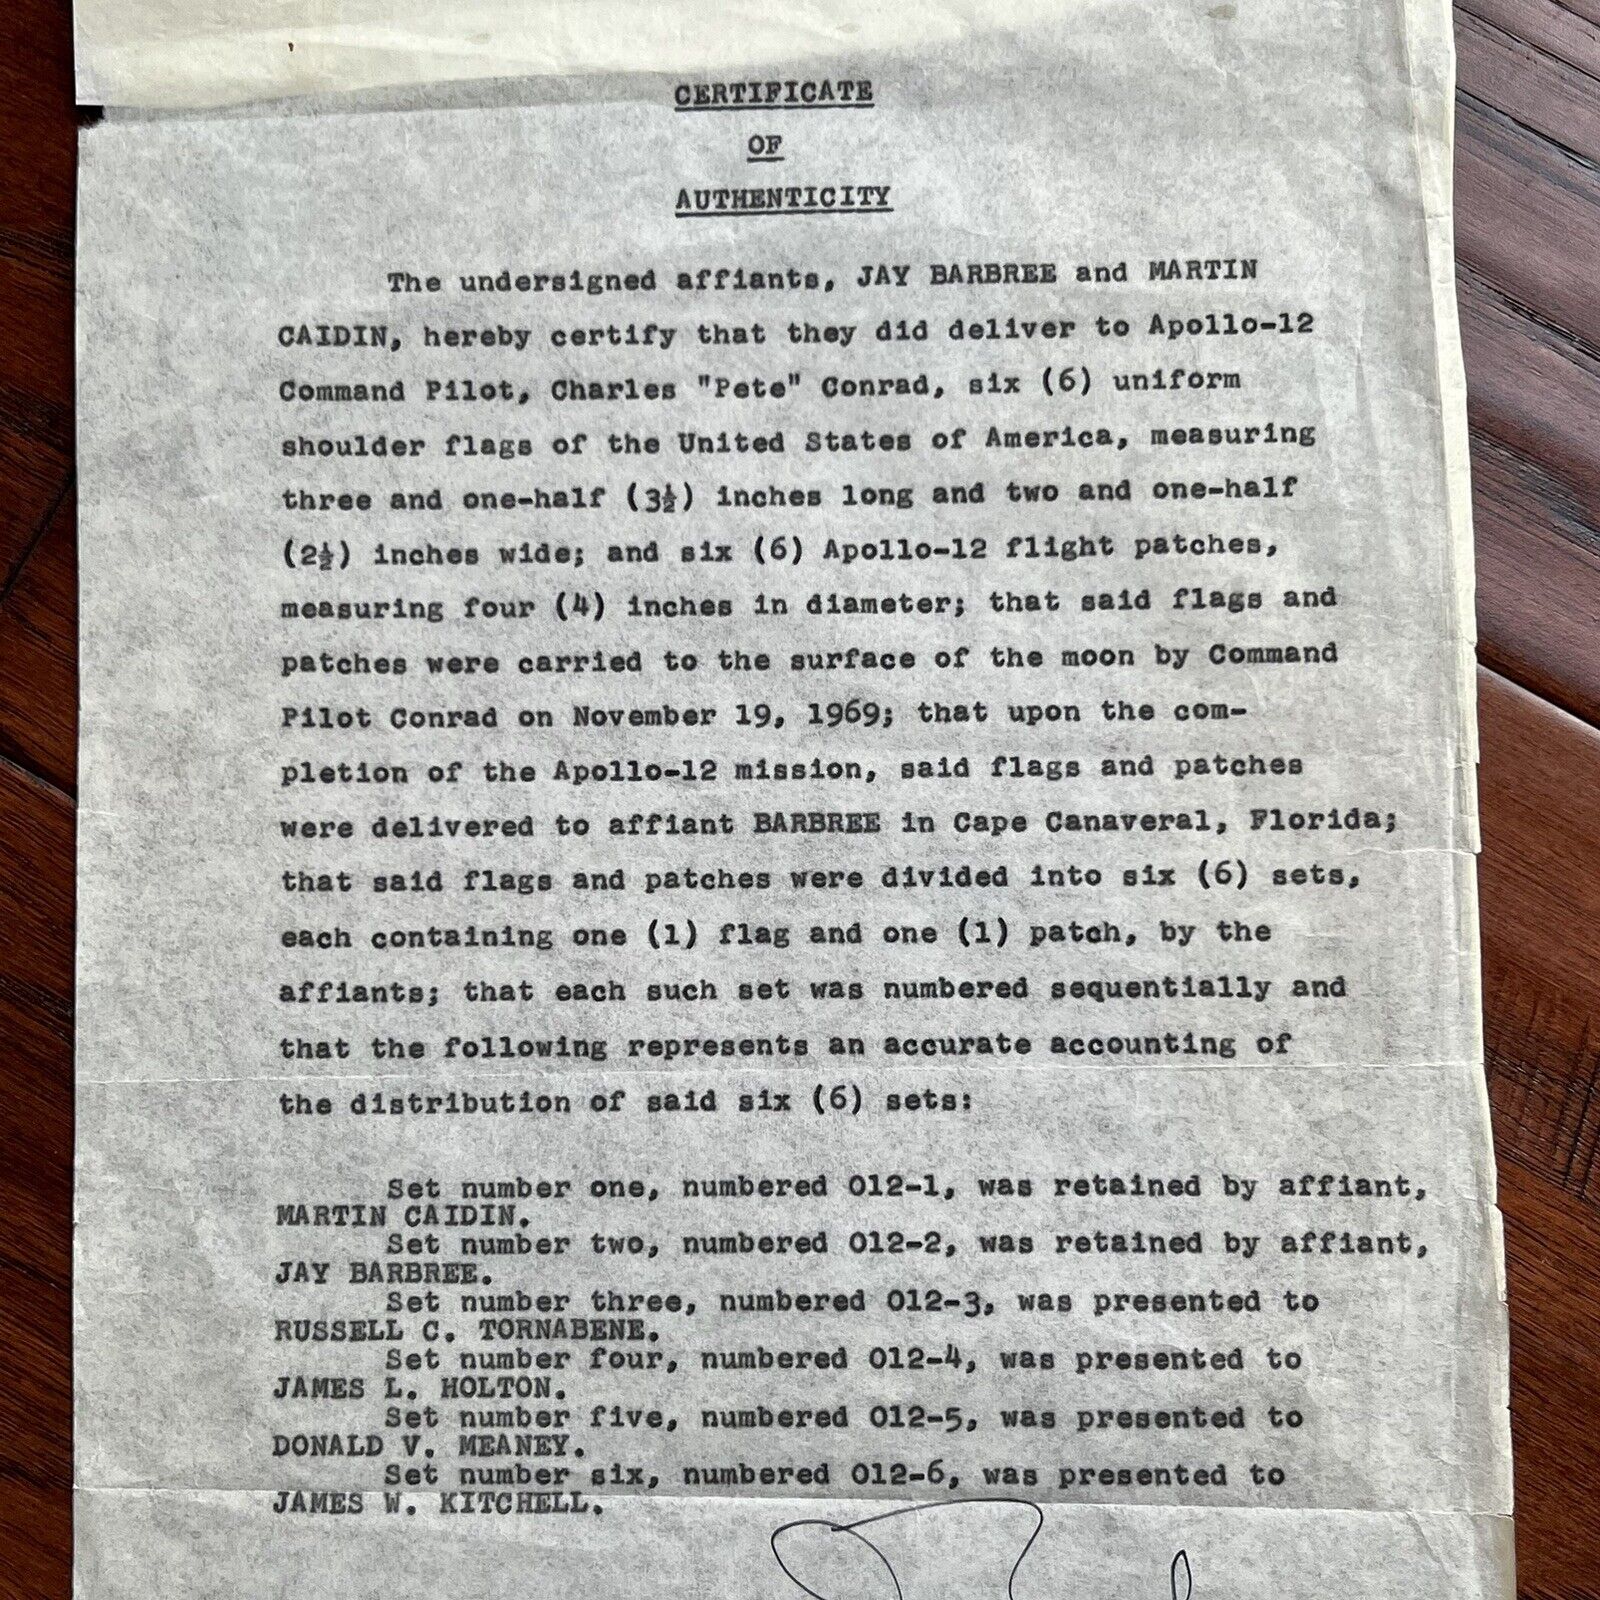 CERTIFICATE
OF
AUTHENTICITY
The undersigned affiants, JAY BARBREE and MARTIN
CAIDIN, hereby certify that they did deliver to Apollo-12
Command Pilot, Charles "Pete" Conrad, six (6) uniform
shoulder flags of the United States of America, measuring
three and one-half (3½) inches long and two and one-half
(2½) inches wide; and six (6) Apollo-12 flight patches,
measuring four (4) inches in diameter; that said flags and
patches were carried to the surface of the moon by Command
Pilot Conrad on November 19, 1969; that upon the com-
pletion of the Apollo-12 mission, said flags and patches
were delivered to affiant BARBREE in Cape Canaveral, Florida;
that said flags and patches were divided into six (6) sets,
each containing one (1) flag and one (1) patch, by the
affiants; that each such set was numbered sequentially and
that the following represents an accurate accounting of
the distribution of said six (6) sets:
Set number one, numbered 012-1, was retained by affiant,
MARTIN CAIDIN.
Set number two, numbered 012-2, was retained by affiant,
JAY BARBREE.
Set number three, numbered 012-3, was presented to
RUSSELL C. TORNABENE.
Set number four, numbered 012-4, was presented to
JAMES L. HOLTON.
Set number five, numbered 012-5, was presented to
DONALD V. MEANEY.
Set number six, numbered 012-6, was presented to
JAMES W. KITCHELL.